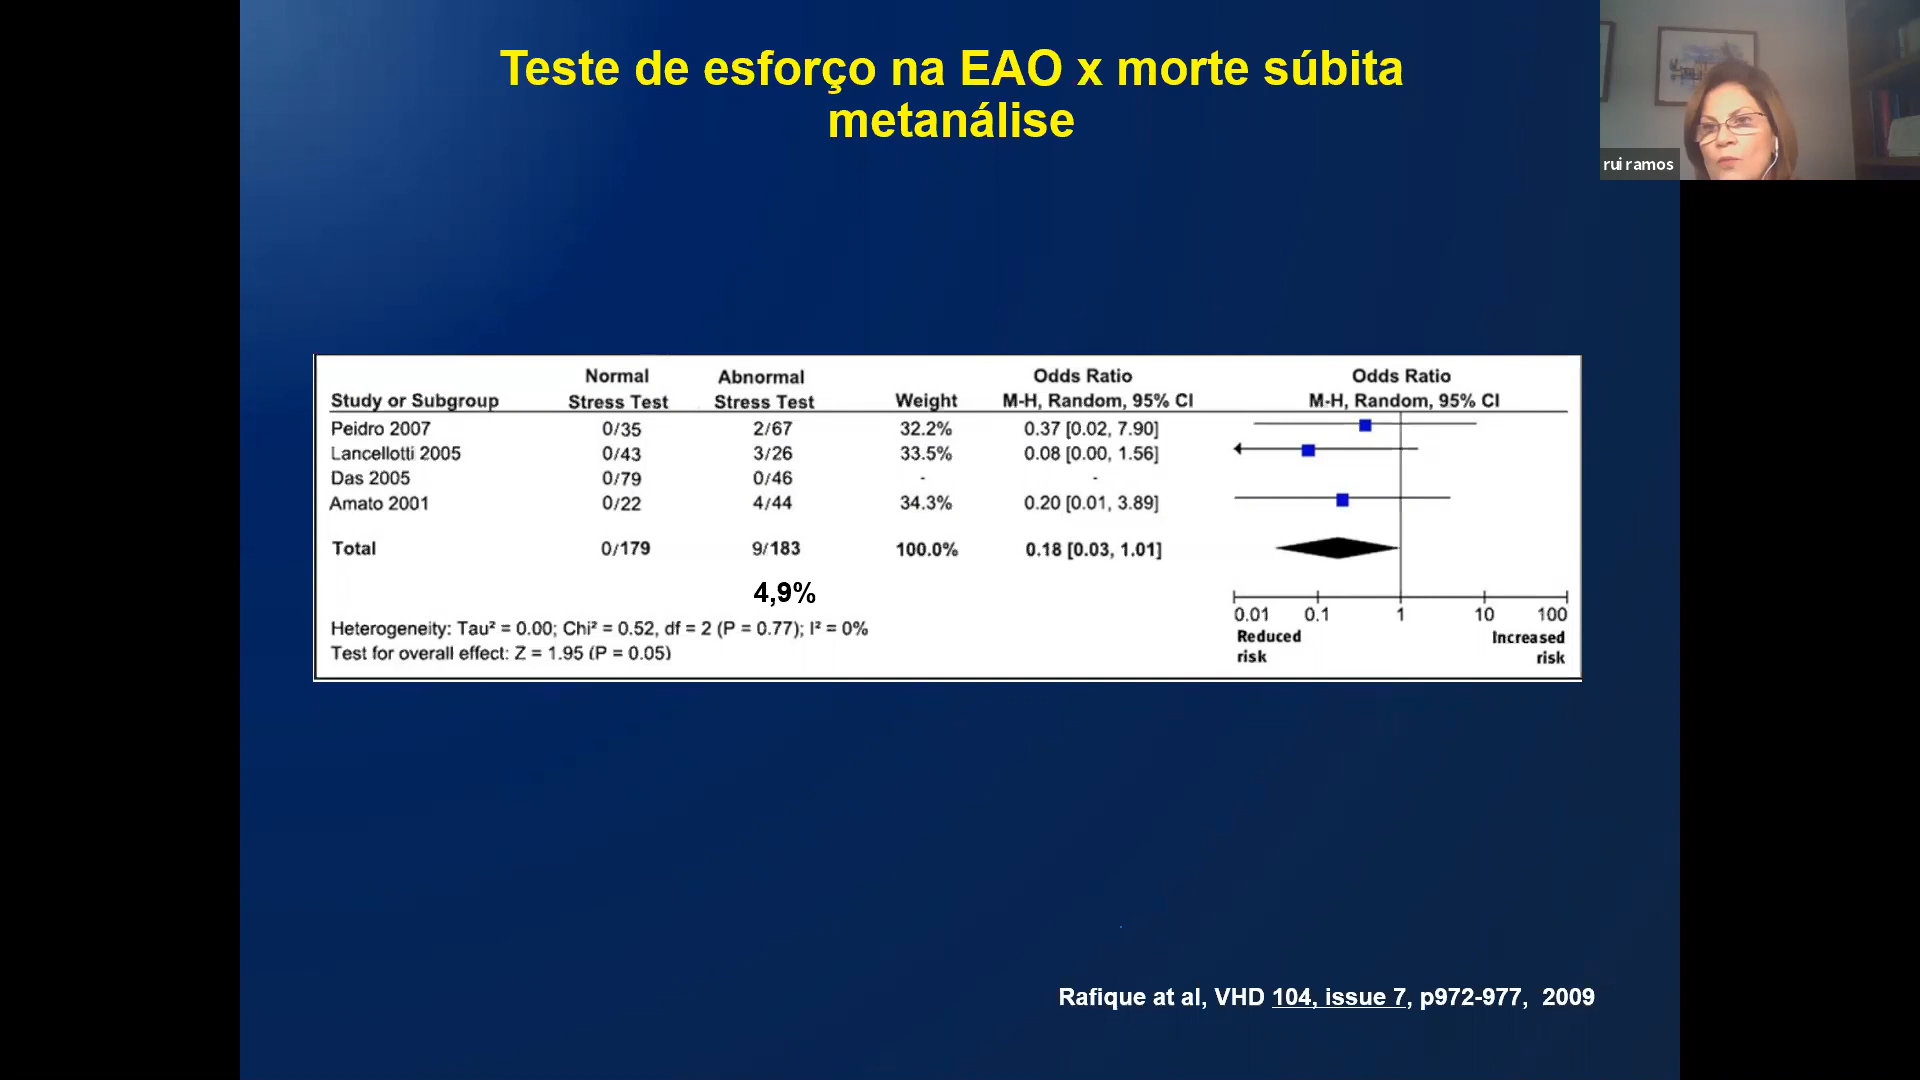 Teste de esforço na EAO x morte súbita
metanálise
rui ramos
Normal Abnormal Odds Ratio Odds Ratio
Study or Subgroup Stress Test Stress Test Weight M-H, Random, 95% CI M-H, Random, 95% CI
Peidro 2007 0/35 2/67 32.2% 0.37 [0.02, 7.90]
Lancellotti 2005 0/43 3/26 33.5% 0.08 [0.00, 1.56]
Das 2005 0/79 0/46 - -
Amato 2001 0/22 4/44 34.3% 0.20 [0.01, 3.89]
Total 0/179 9/183 100.0% 0.18 [0.03, 1.01]
4,9%
0.01 0.1 1 10 100
Heterogeneity: Tau² = 0.00; Chi² = 0.52, df = 2 (P = 0.77); I² = 0%
Reduced Increased
Test for overall effect: Z = 1.95 (P = 0.05)
risk risk
Rafique at al, VHD 104, issue 7, p972-977, 2009